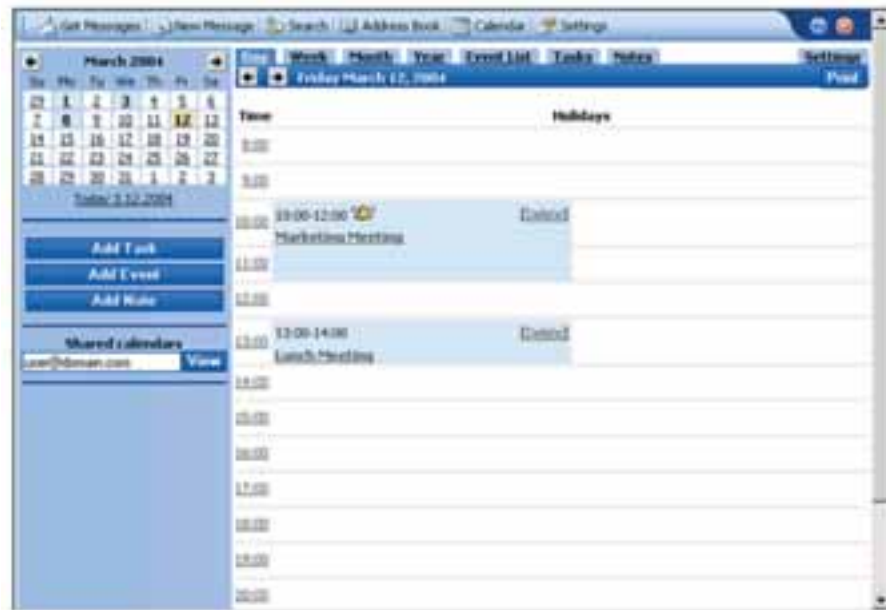 Get Messages New Message Search Address Book Calendar Settings
March 2004
Su Mo Tu We Th Fr Sa
29 1 2 3 4 5 6
7 8 9 10 11 12 13
14 15 16 17 18 19 20
21 22 23 24 25 26 27
28 29 30 31 1 2 3
Today 3.12.2004
Add Task
Add Event
Add Note
Shared calendars
user@domain.com View
Day Week Month Year Event List Tasks Notes Settings
Friday March 12, 2004 Print
Time Holidays
8:00
9:00
10:00 10:00-12:00 [Delete]
Marketing Meeting
11:00
12:00
13:00 13:00-14:00 [Delete]
Lunch Meeting
14:00
15:00
16:00
17:00
18:00
19:00
20:00